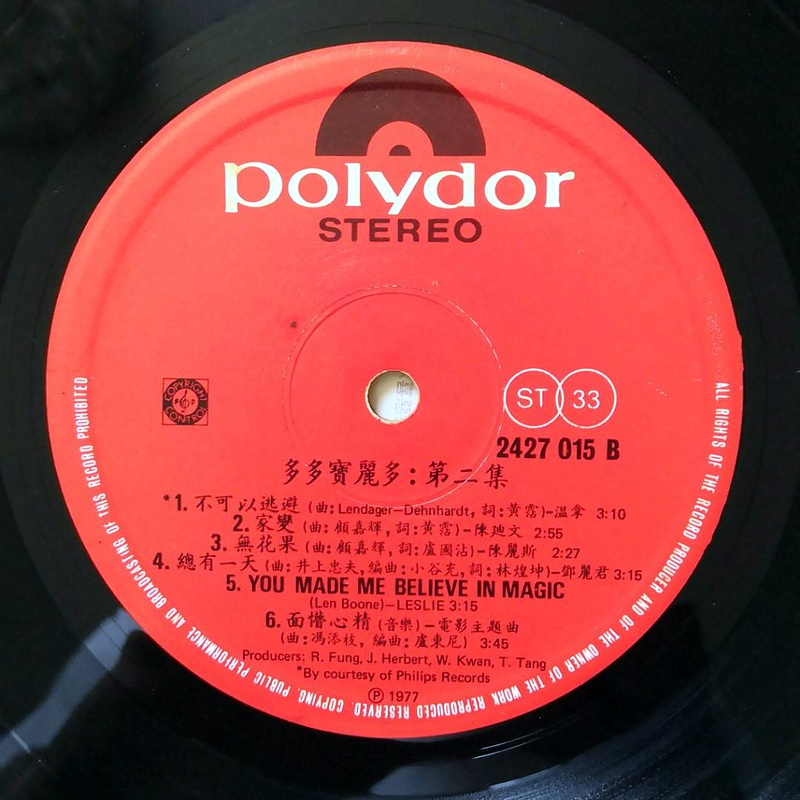 polydor
STEREO
COPYRIGHT
CONTROL
ST 33
2427 015 B
多多寶麗多：第二集
*1. 不可以逃避 (曲: Lendager—Dehnhardt, 詞: 黃霑)–温拿 3:10
2. 家變 (曲: 顧嘉輝, 詞: 黃霑)–陳迪文 2:55
3. 無花果 (曲: 顧嘉輝, 詞: 盧國沾)–陳麗斯 2:27
4. 總有一天 (曲: 井上忠夫, 編曲: 小谷充, 詞: 林煌坤)–鄧麗君 3:15
5. YOU MADE ME BELIEVE IN MAGIC
(Len Boone)–LESLIE 3:15
6. 面懵心精 (音樂)–電影主題曲
(曲: 馮添枝, 編曲: 盧東尼) 3:45
Producers: R. Fung, J. Herbert, W. Kwan, T. Tang
*By courtesy of Philips Records
Ⓟ 1977
ALL RIGHTS OF THE RECORD PRODUCER AND OF THE OWNER OF THE WORK REPRODUCED RESERVED. COPYING, PUBLIC PERFORMANCE AND BROADCASTING OF THIS RECORD PROHIBITED